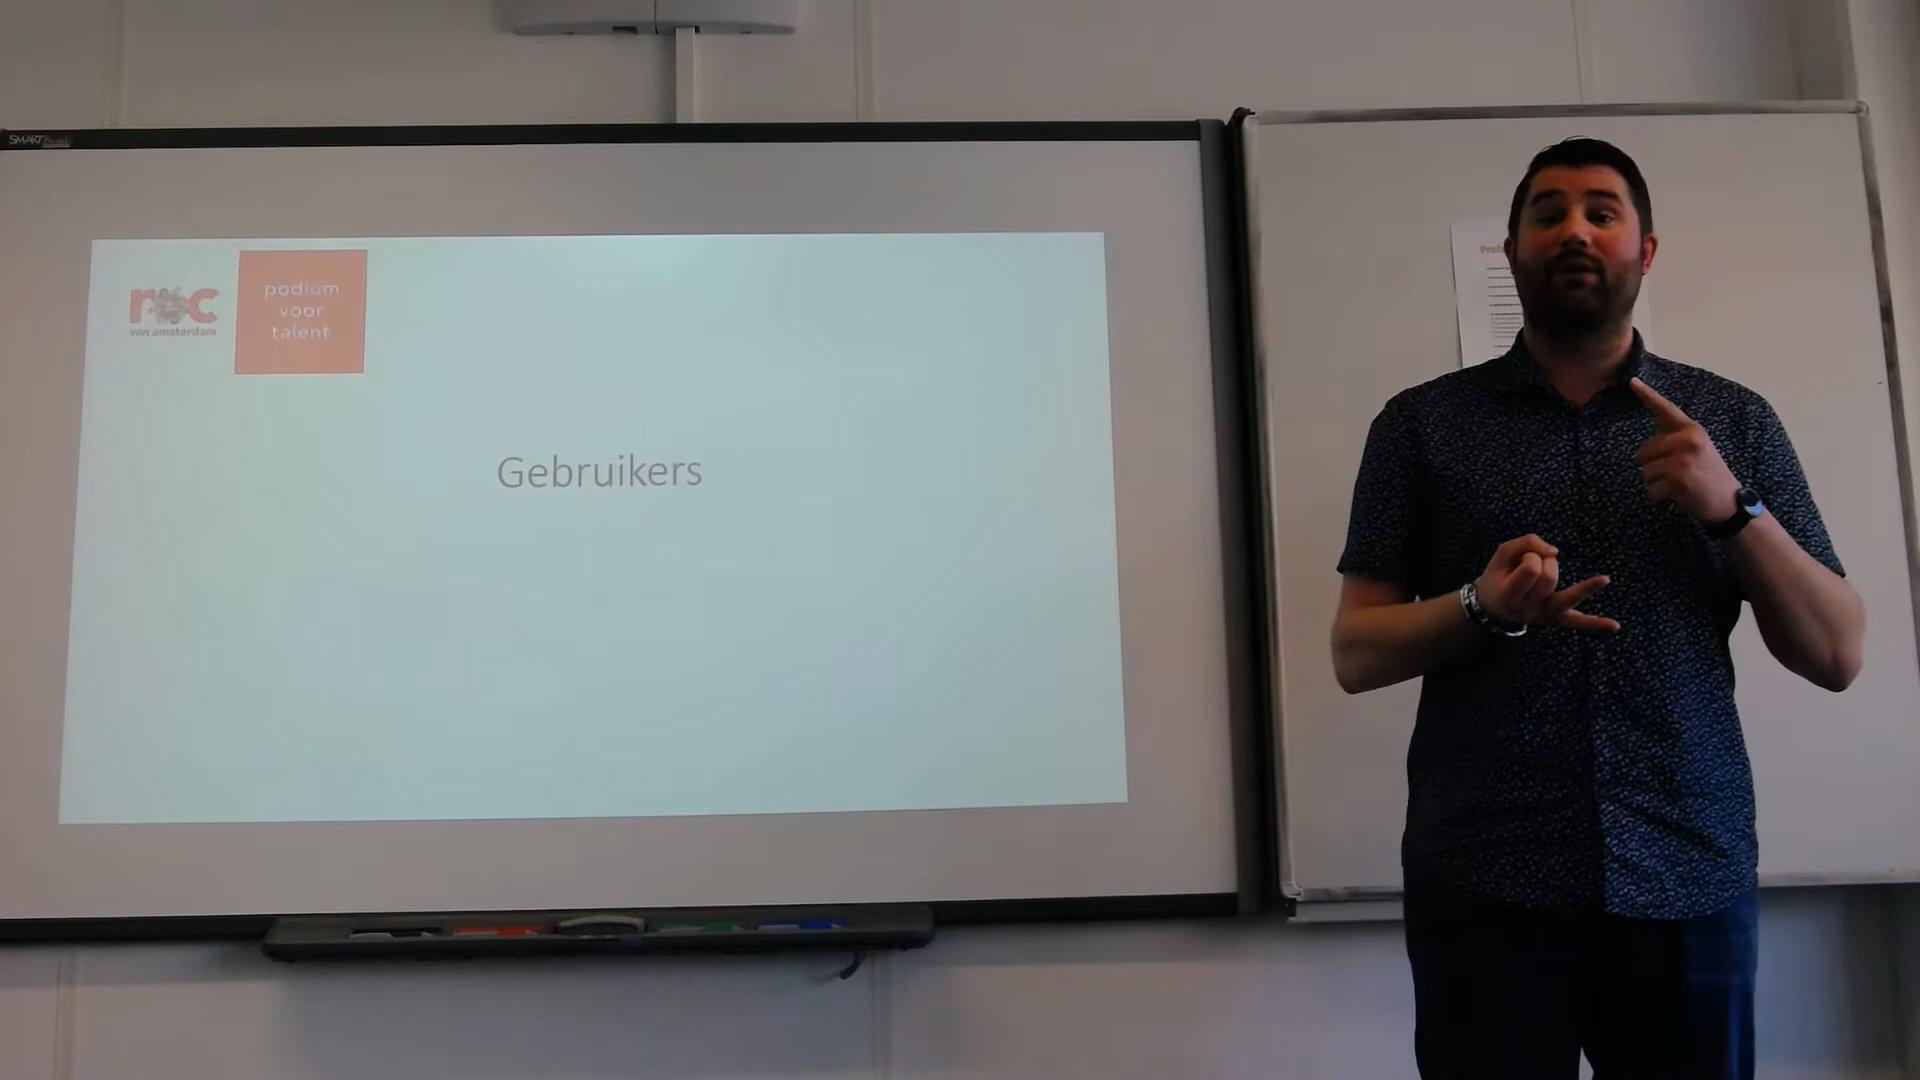 SMART
roc
van amsterdam
podium
voor
talent
Gebruikers